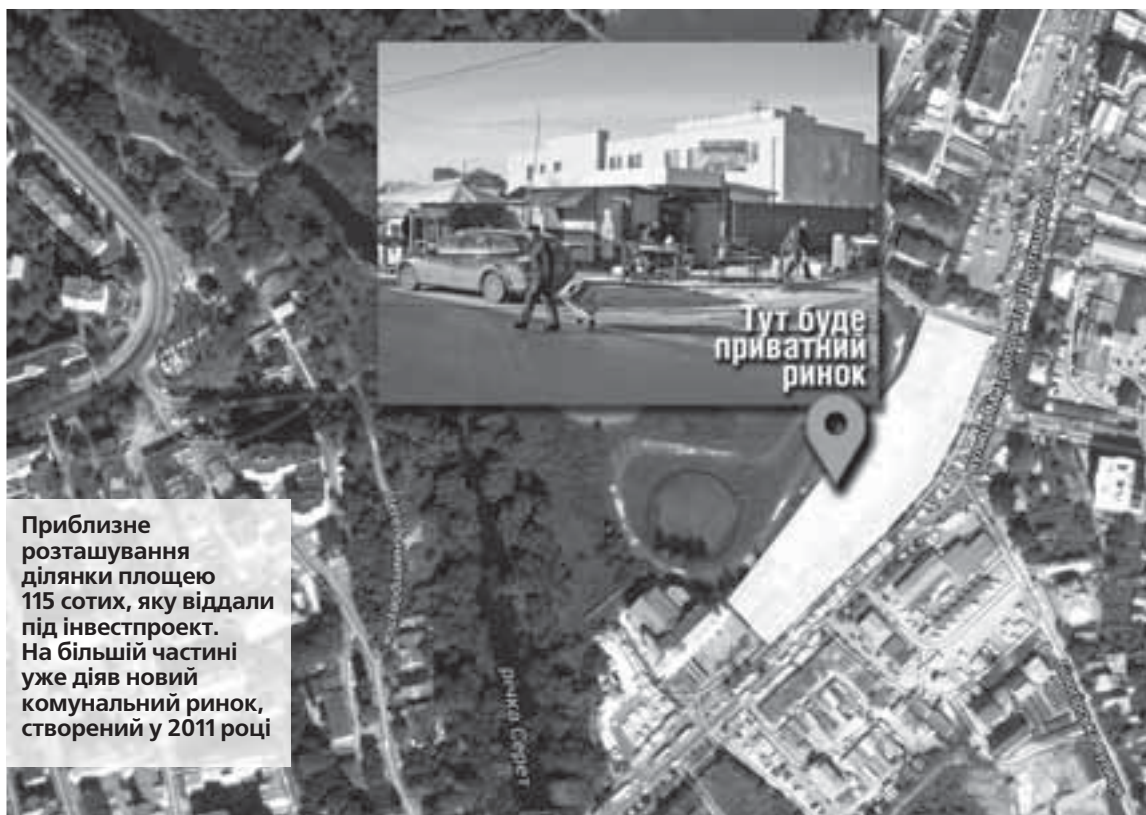 Тут буде
приватний
ринок
Приблизне
розташування
ділянки площею
115 сотих, яку віддали
під інвестпроект.
На більшій частині
уже діяв новий
комунальний ринок,
створений у 2011 році
річка Серет